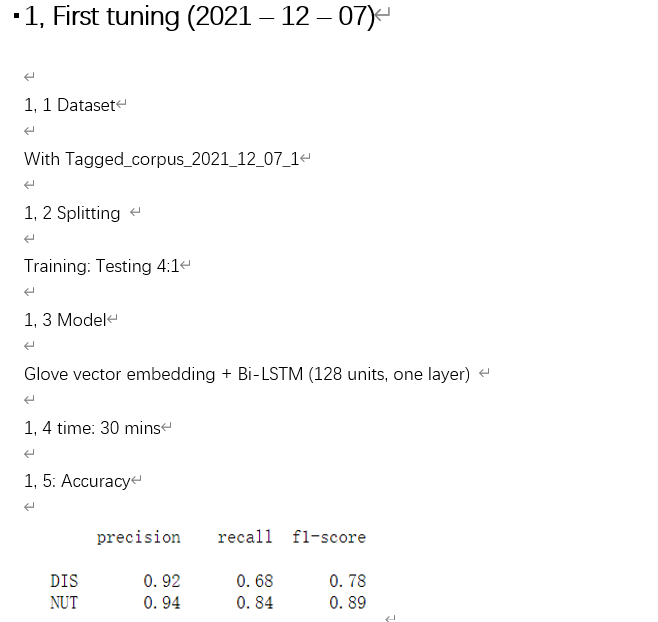 1, First tuning (2021 – 12 – 07)
1, 1 Dataset
With Tagged_corpus_2021_12_07_1
1, 2 Splitting
Training: Testing 4:1
1, 3 Model
Glove vector embedding + Bi-LSTM (128 units, one layer)
1, 4 time: 30 mins
1, 5: Accuracy
precision recall f1-score
DIS 0.92 0.68 0.78
NUT 0.94 0.84 0.89